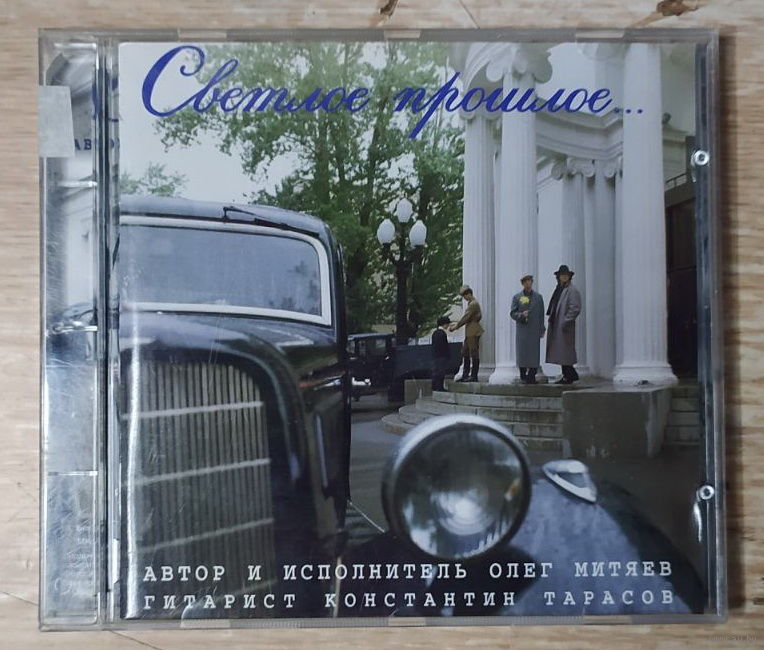 Светлое прошлое...
АВТОР И ИСПОЛНИТЕЛЬ ОЛЕГ МИТЯЕВ
ГИТАРИСТ КОНСТАНТИН ТАРАСОВ